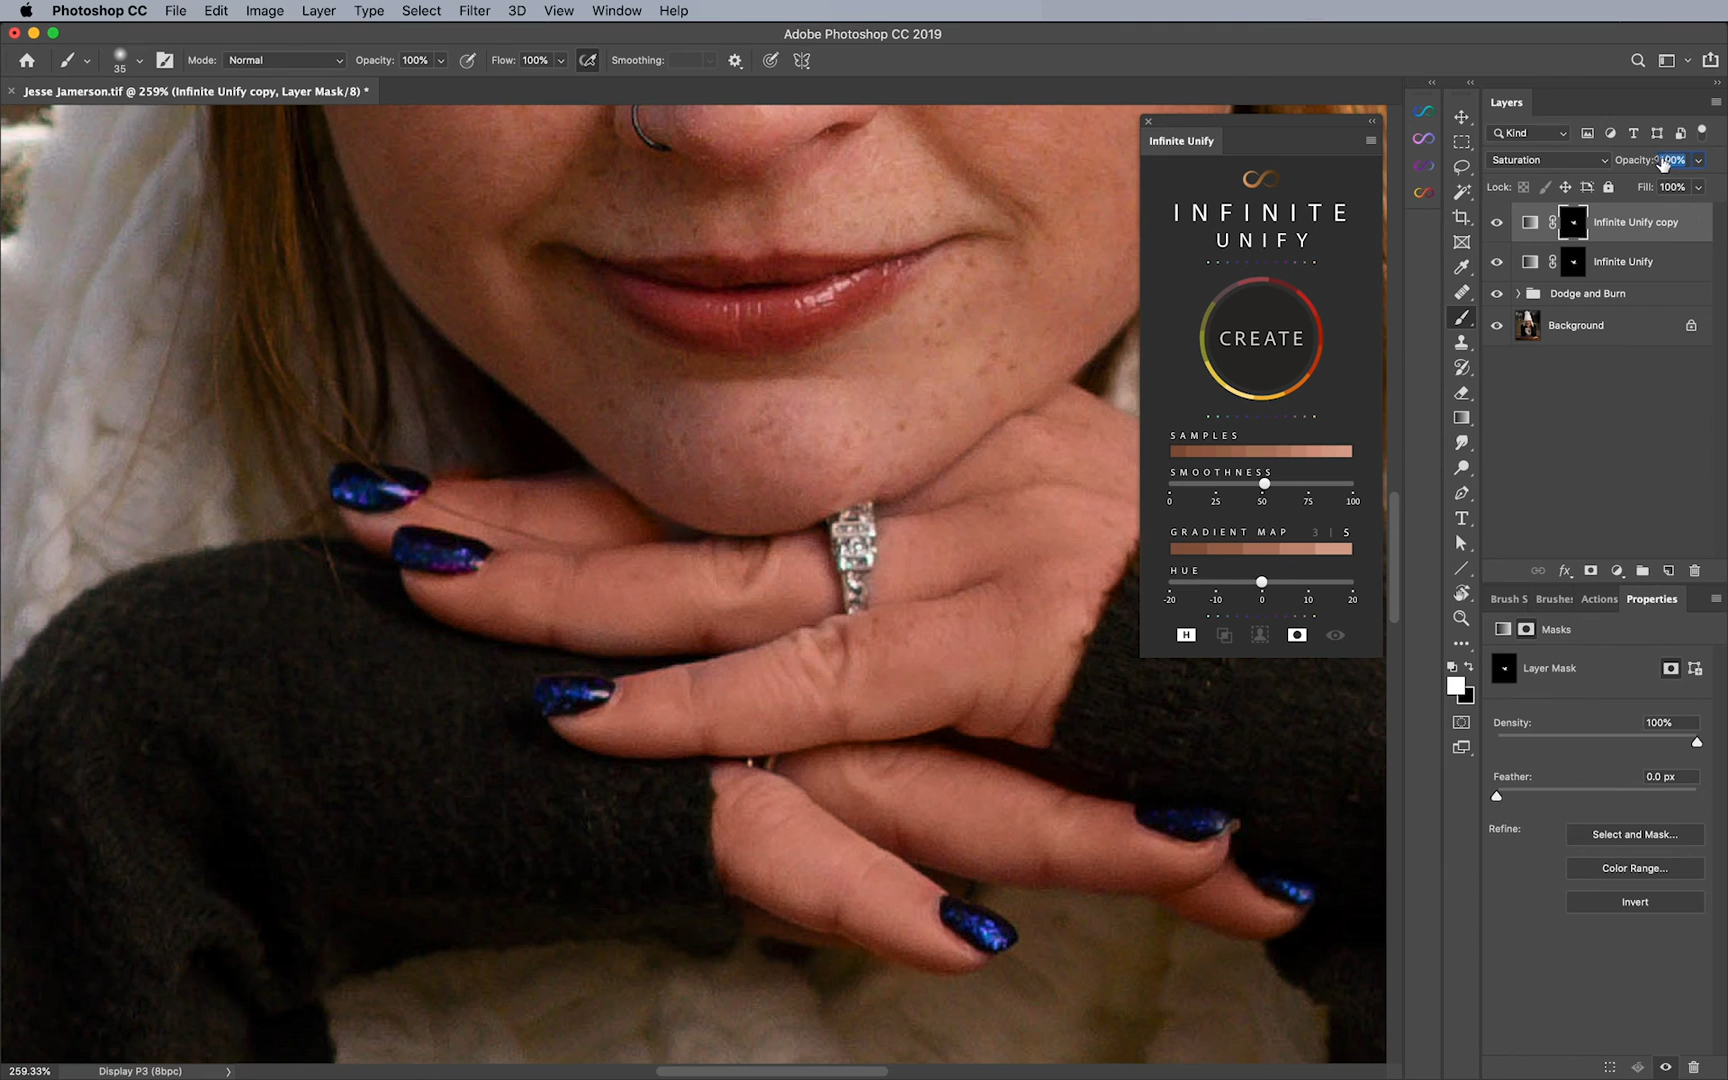 Photoshop CC File Edit Image Layer Type Select Filter 3D View Window Help
Adobe Photoshop CC 2019
35 Mode: Normal Opacity: 100% Flow: 100% Smoothing:
Jesse Jamerson.tif @ 259% (Infinite Unify copy, Layer Mask/8) *
Infinite Unify
INFINITE
UNIFY
CREATE
SAMPLES
SMOOTHNESS
0 25 50 75 100
GRADIENT MAP 3 | 5
HUE
-20 -10 0 10 20
H
Layers
Kind
Saturation Opacity: 100%
Lock: Fill: 100%
Infinite Unify copy
Infinite Unify
Dodge and Burn
Background
Brush S Brushes Actions Properties
Masks
Layer Mask
Density: 100%
Feather: 0.0 px
Refine: Select and Mask...
Color Range...
Invert
259.33% Display P3 (8bpc)